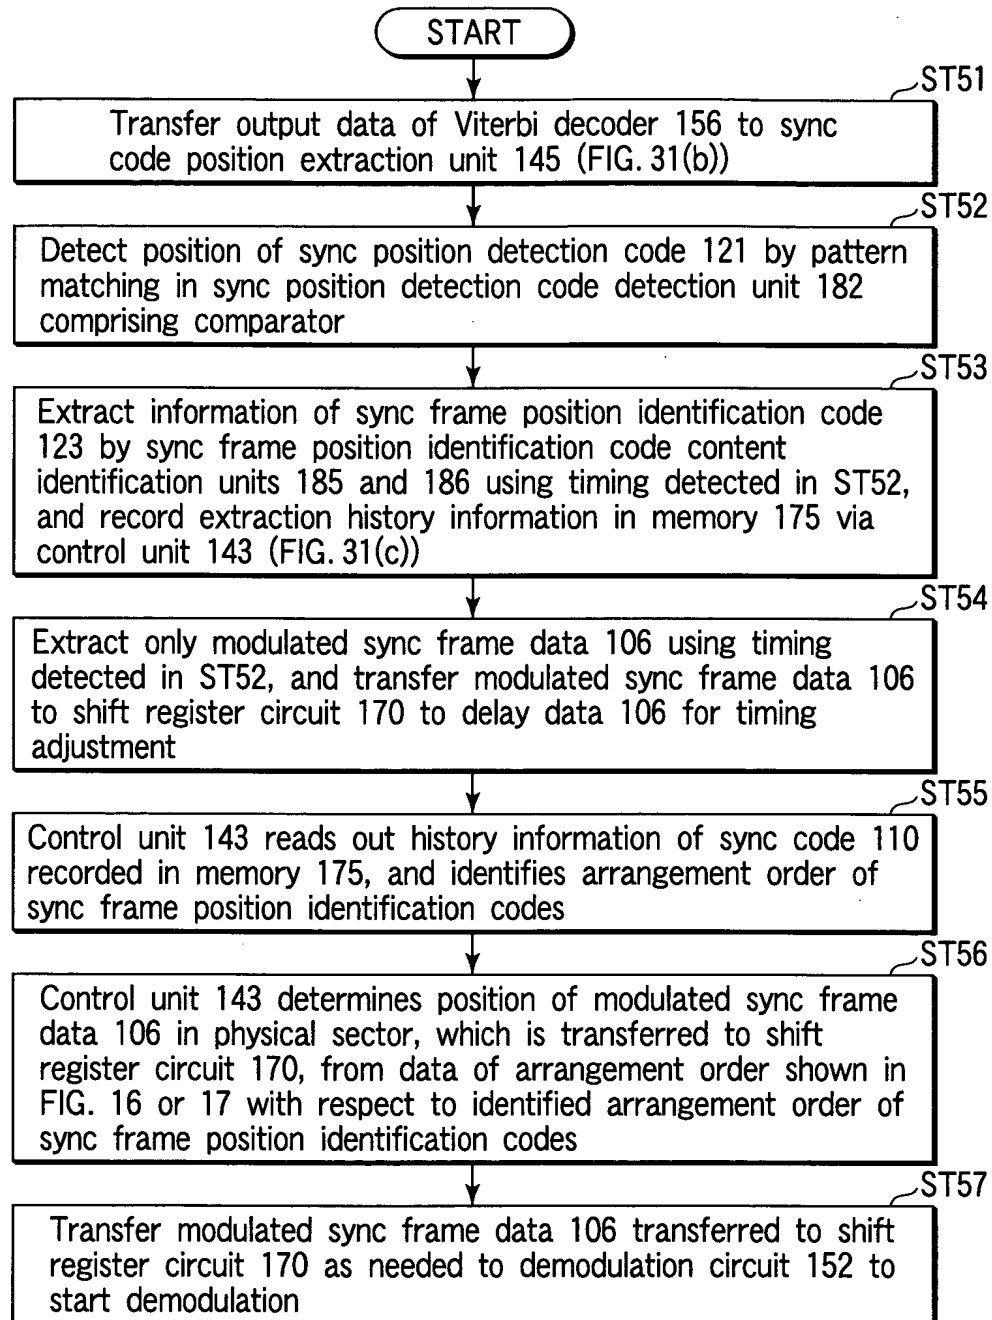 START
ST51
Transfer output data of Viterbi decoder 156 to sync
code position extraction unit 145 (FIG. 31(b))
ST52
Detect position of sync position detection code 121 by pattern
matching in sync position detection code detection unit 182
comprising comparator
ST53
Extract information of sync frame position identification code
123 by sync frame position identification code content
identification units 185 and 186 using timing detected in ST52,
and record extraction history information in memory 175 via
control unit 143 (FIG. 31(c))
ST54
Extract only modulated sync frame data 106 using timing
detected in ST52, and transfer modulated sync frame data 106
to shift register circuit 170 to delay data 106 for timing
adjustment
ST55
Control unit 143 reads out history information of sync code 110
recorded in memory 175, and identifies arrangement order of
sync frame position identification codes
ST56
Control unit 143 determines position of modulated sync frame
data 106 in physical sector, which is transferred to shift
register circuit 170, from data of arrangement order shown in
FIG. 16 or 17 with respect to identified arrangement order of
sync frame position identification codes
ST57
Transfer modulated sync frame data 106 transferred to shift
register circuit 170 as needed to demodulation circuit 152 to
start demodulation